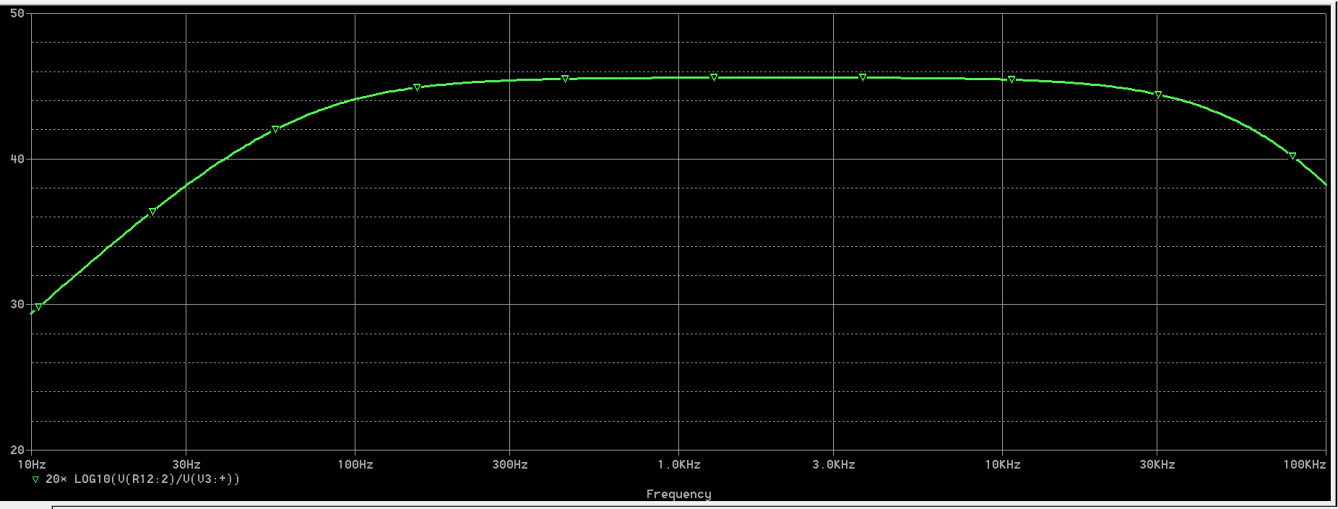 50
40
30
20
10Hz 30Hz 100Hz 300Hz 1.0KHz 3.0KHz 10KHz 30KHz 100KHz
▽ 20* LOG10(V(R12:2)/V(V3:+))
Frequency